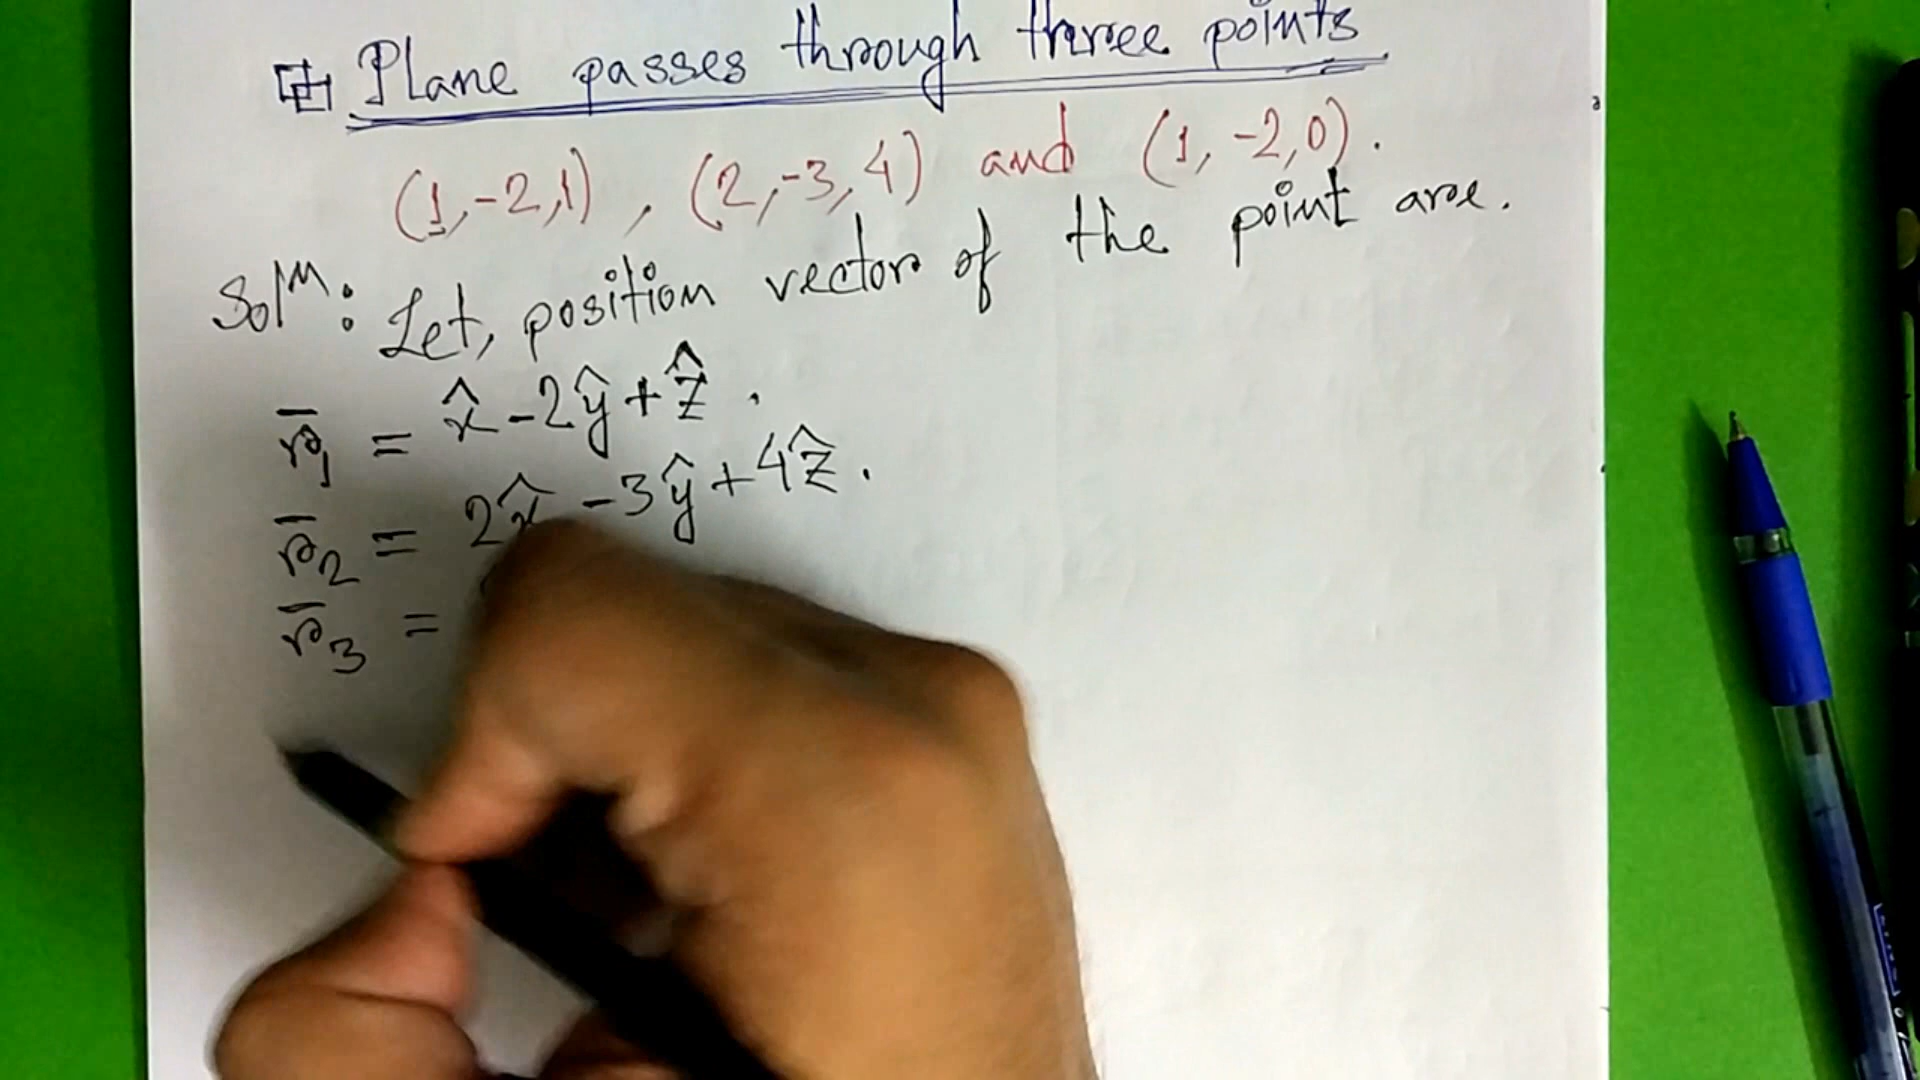 Plane passes through three points
(1,-2,1), (2,-3,4) and (1,-2,0).
Solⁿ: Let, position vector of the point are.
r̄₁ = x̂-2ŷ+ẑ.
r̄₂ = 2x̂-3ŷ+4ẑ.
r̄₃ =